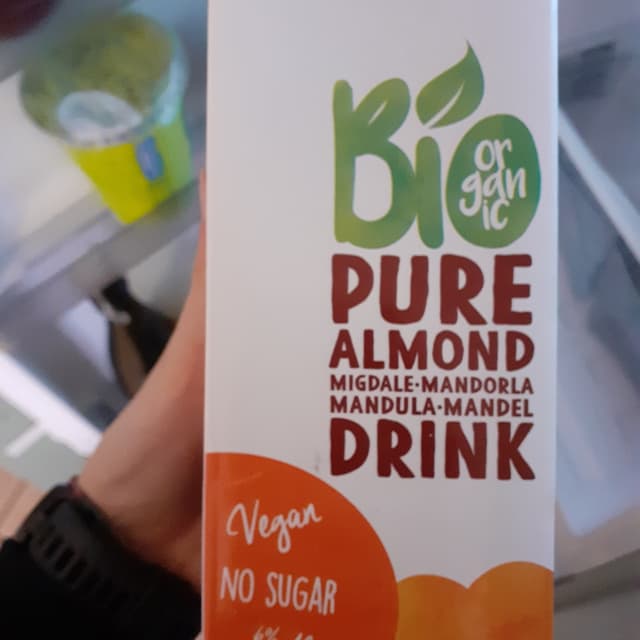 Bio
or
gan
ic
PURE
ALMOND
MIGDALE·MANDORLA
MANDULA·MANDEL
DRINK
Vegan
NO SUGAR